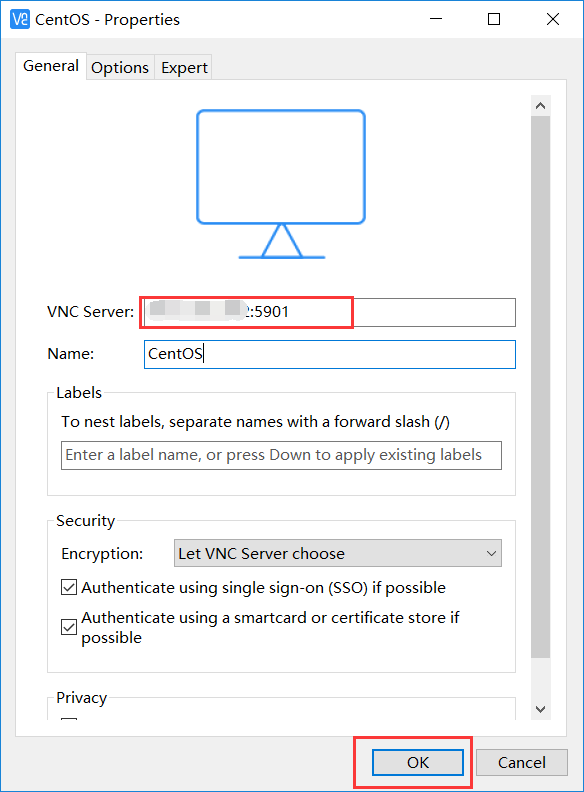 CentOS - Properties
General
Options
Expert
VNC Server:
:5901
Name:
CentOS
Labels
To nest labels, separate names with a forward slash (/)
Enter a label name, or press Down to apply existing labels
Security
Encryption:
Let VNC Server choose
Authenticate using single sign-on (SSO) if possible
Authenticate using a smartcard or certificate store if
possible
Privacy
OK
Cancel